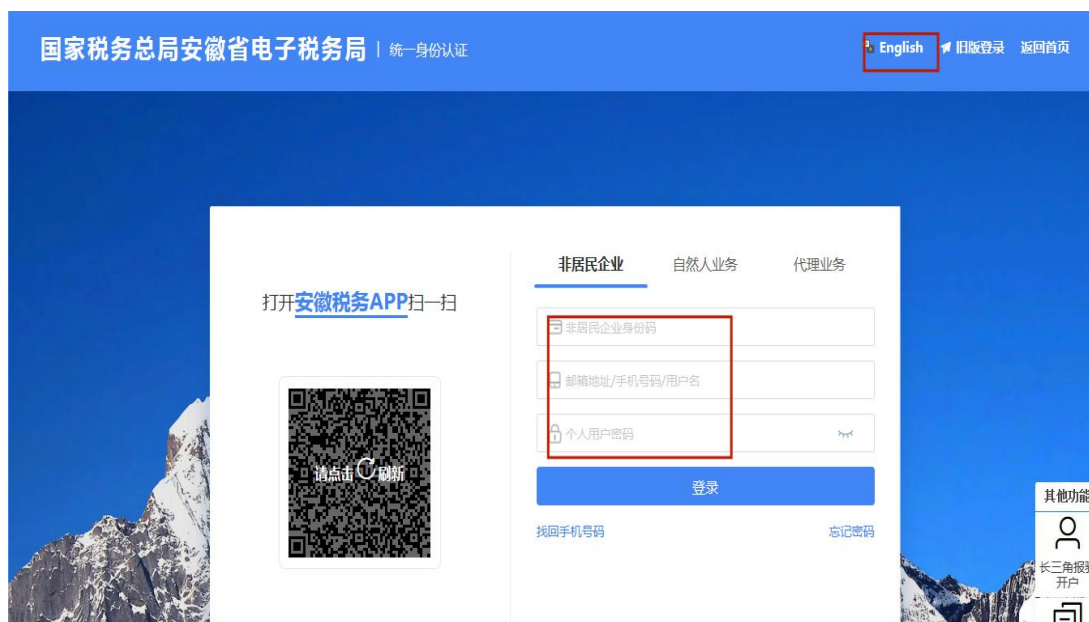 国家税务总局安徽省电子税务局 | 统一身份认证
English 旧版登录 返回首页
打开安徽税务APP扫一扫
请点击 刷新
非居民企业 自然人业务 代理业务
非居民企业身份码
邮箱地址/手机号码/用户名
个人用户密码
登录
找回手机号码 忘记密码
其他功能
长三角报验
开户